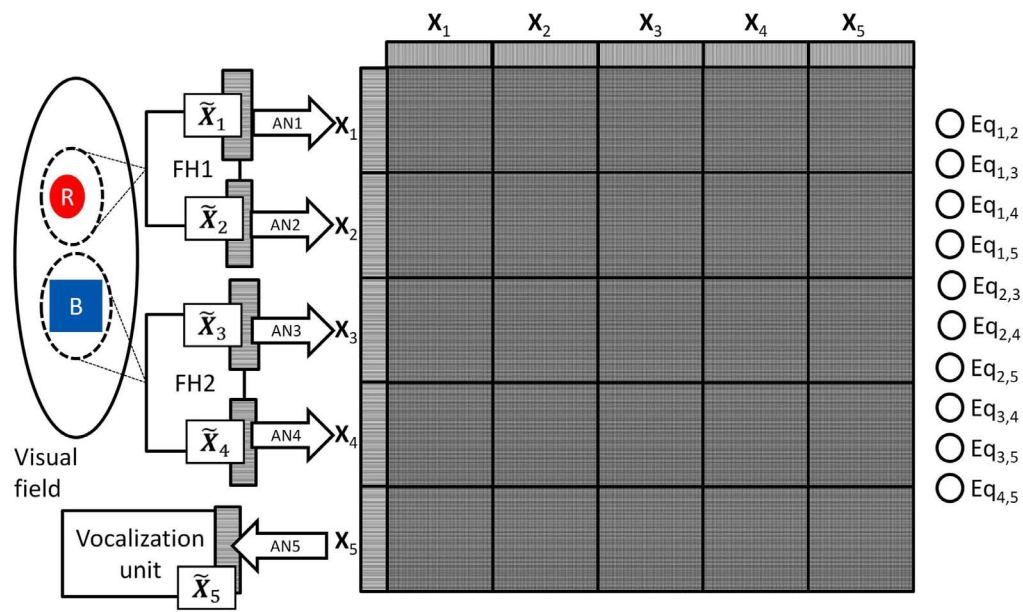 X₁ X₂ X₃ X₄ X₅
R
B
Visual
field
X̃₁
FH1
X̃₂
X̃₃
FH2
X̃₄
Vocalization
unit
X̃₅
AN1
AN2
AN3
AN4
AN5
X₁
X₂
X₃
X₄
X₅
Eq₁,₂
Eq₁,₃
Eq₁,₄
Eq₁,₅
Eq₂,₃
Eq₂,₄
Eq₂,₅
Eq₃,₄
Eq₃,₅
Eq₄,₅